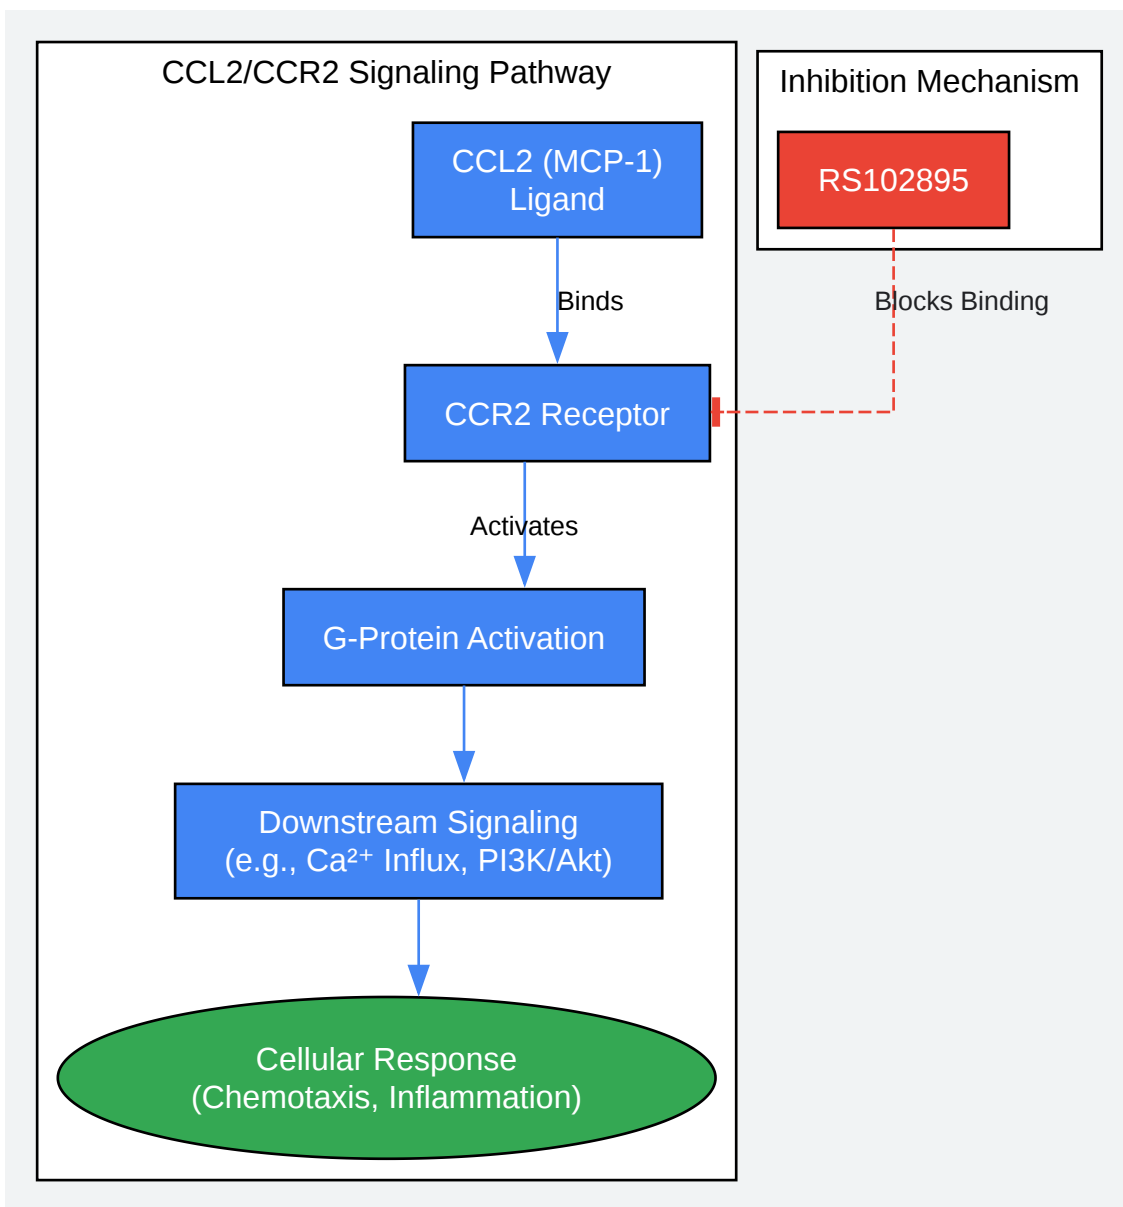 CCL2/CCR2 Signaling Pathway
CCL2 (MCP-1)
Ligand
Binds
CCR2 Receptor
Activates
G-Protein Activation
Downstream Signaling
(e.g., Ca²⁺ Influx, PI3K/Akt)
Cellular Response
(Chemotaxis, Inflammation)
Inhibition Mechanism
RS102895
Blocks Binding